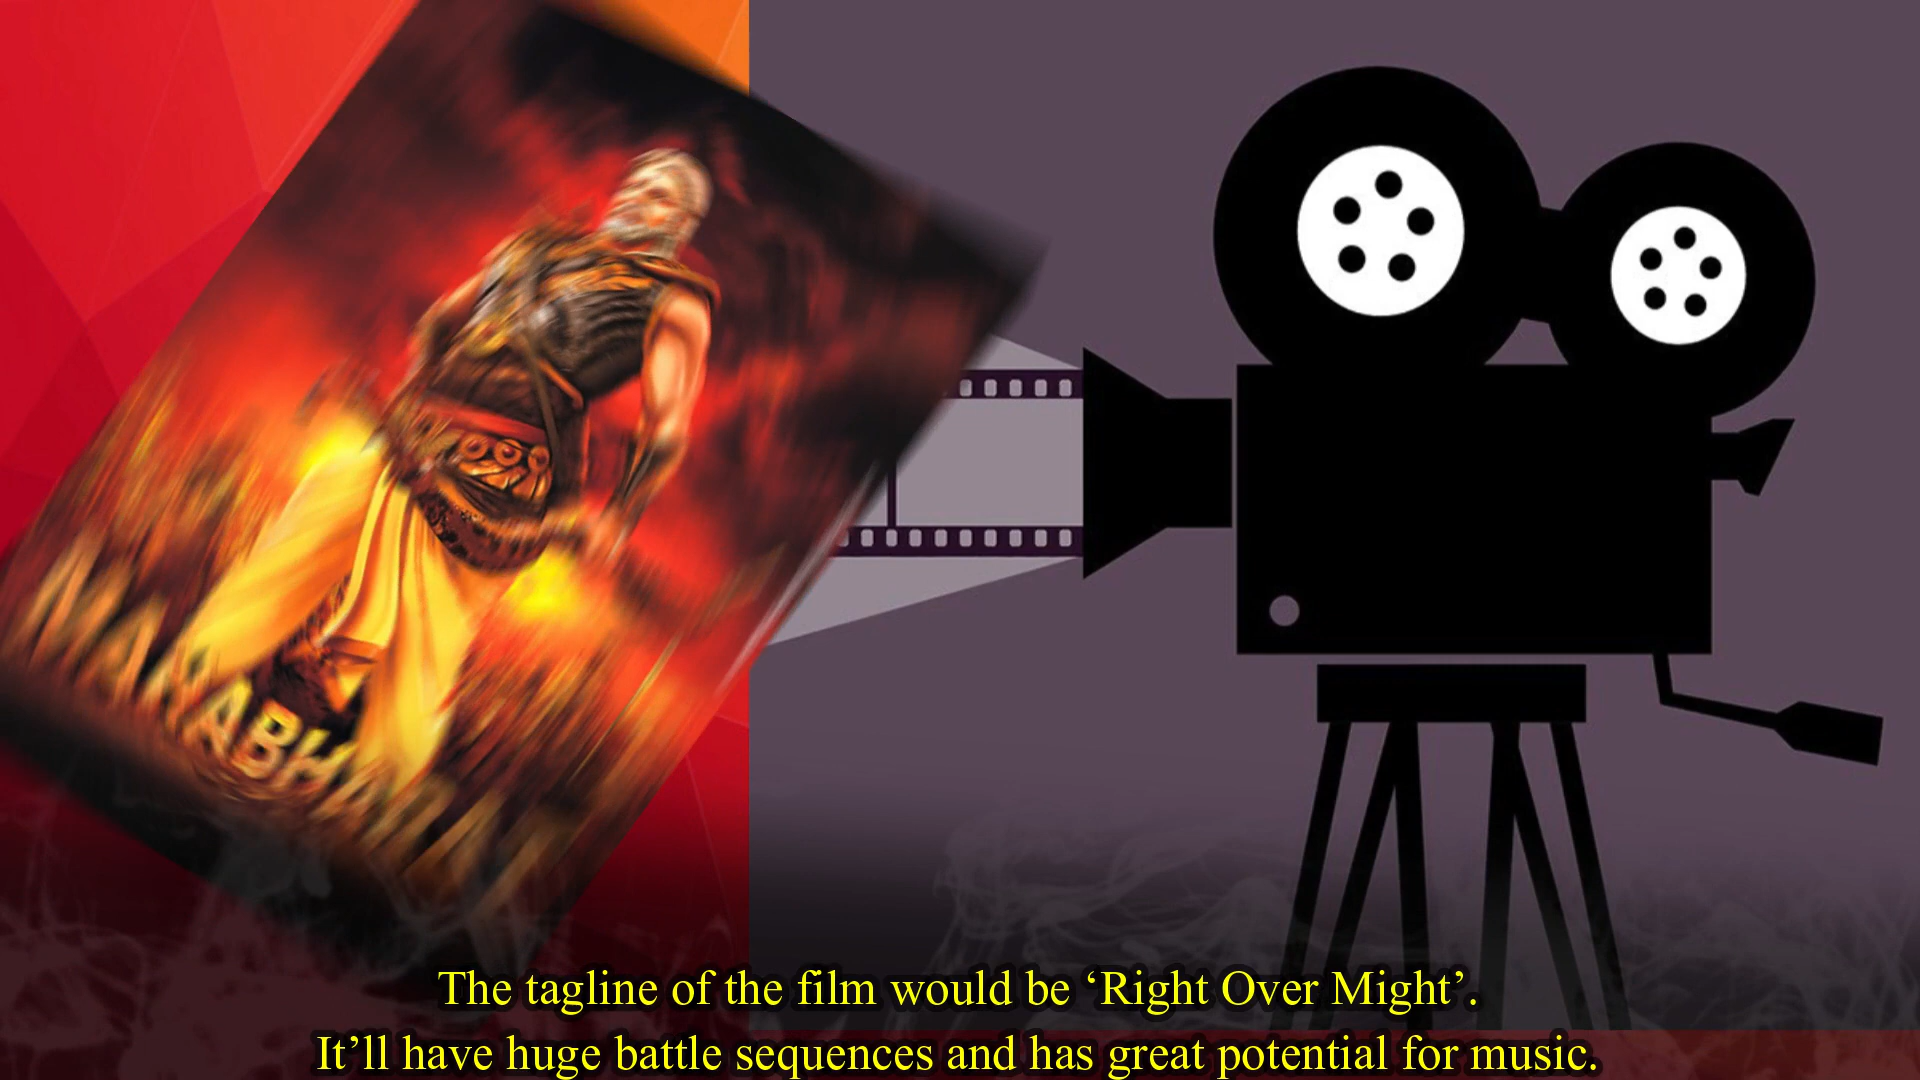 MAHABHARAT
The tagline of the film would be ‘Right Over Might’.
It’ll have huge battle sequences and has great potential for music.